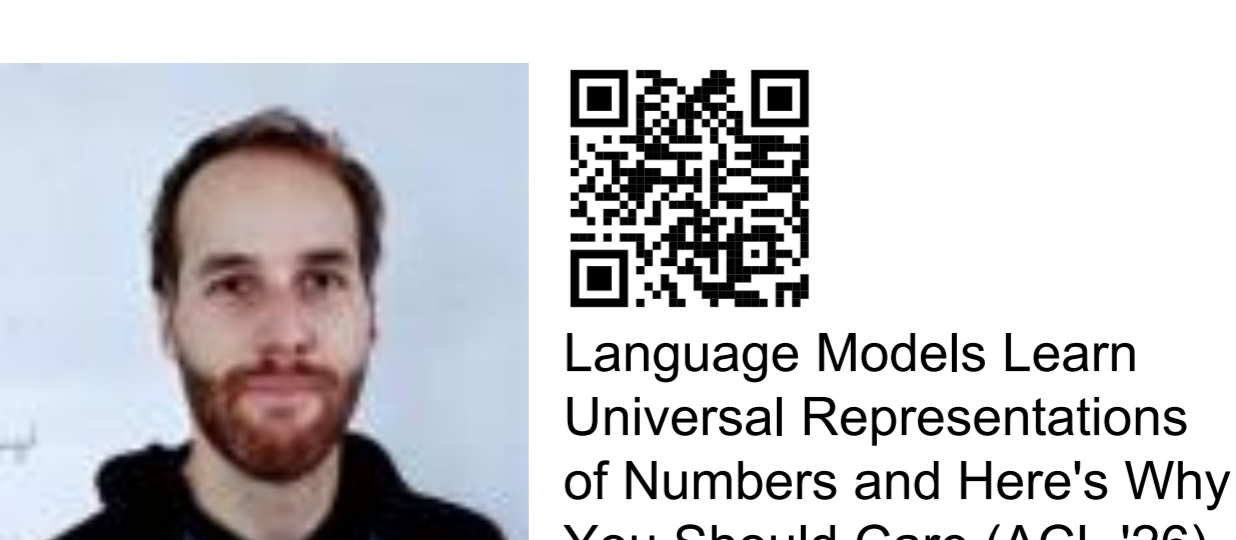 Language Models Learn
Universal Representations
of Numbers and Here's Why
You Should Care (ACL '26)